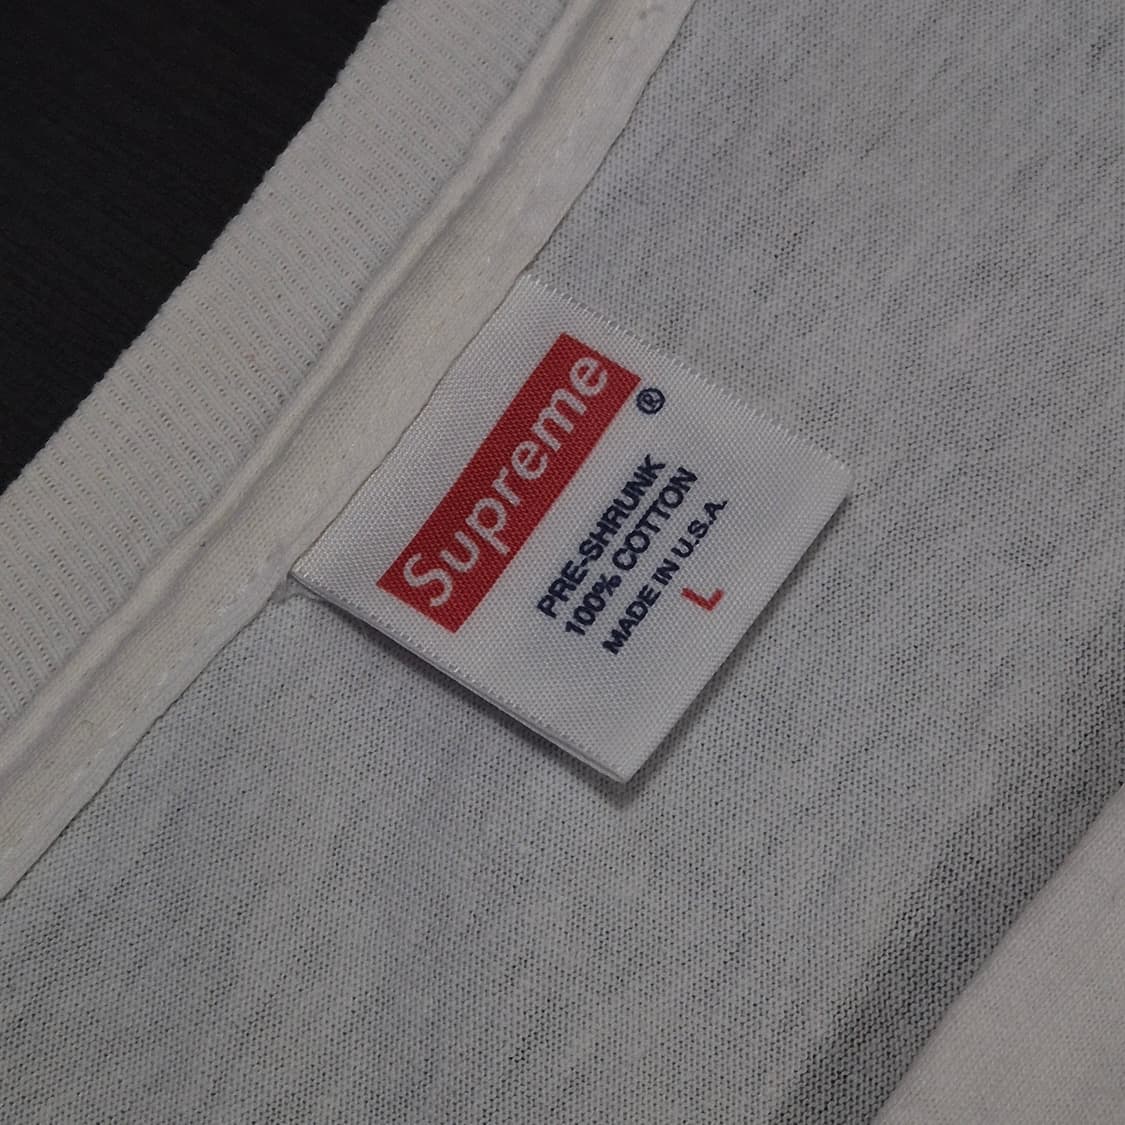 Supreme ®
PRE-SHRUNK
100% COTTON
MADE IN U.S.A.
L